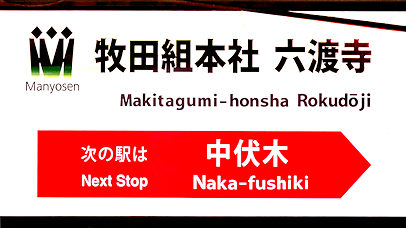 牧田組本社 六渡寺
Manyosen
Makitagumi-honsha Rokudōji
次の駅は 中伏木
Next Stop Naka-fushiki